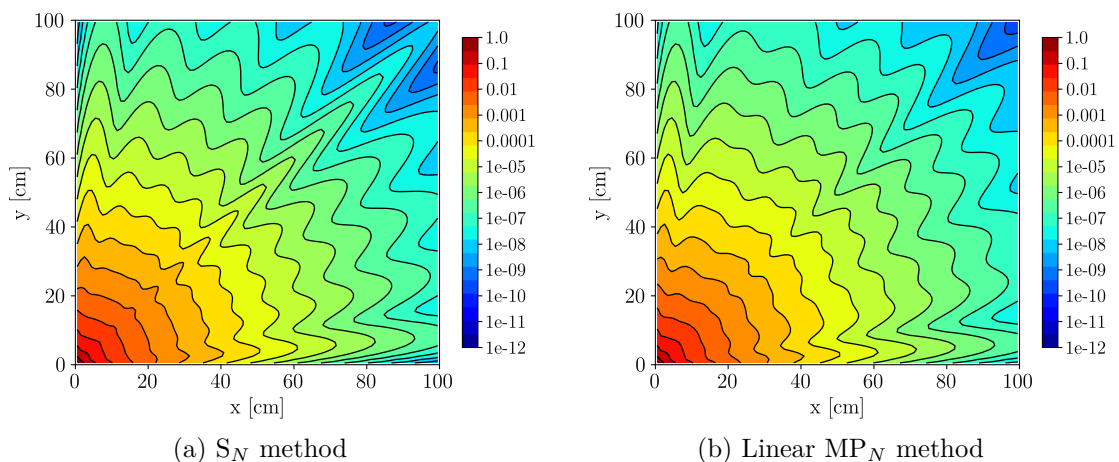 100
80
60
40
20
0
y [cm]
0 20 40 60 80 100
x [cm]
1.0
0.1
0.01
0.001
0.0001
1e-05
1e-06
1e-07
1e-08
1e-09
1e-10
1e-11
1e-12
(a) S_N method
100
80
60
40
20
0
y [cm]
0 20 40 60 80 100
x [cm]
1.0
0.1
0.01
0.001
0.0001
1e-05
1e-06
1e-07
1e-08
1e-09
1e-10
1e-11
1e-12
(b) Linear MP_N method